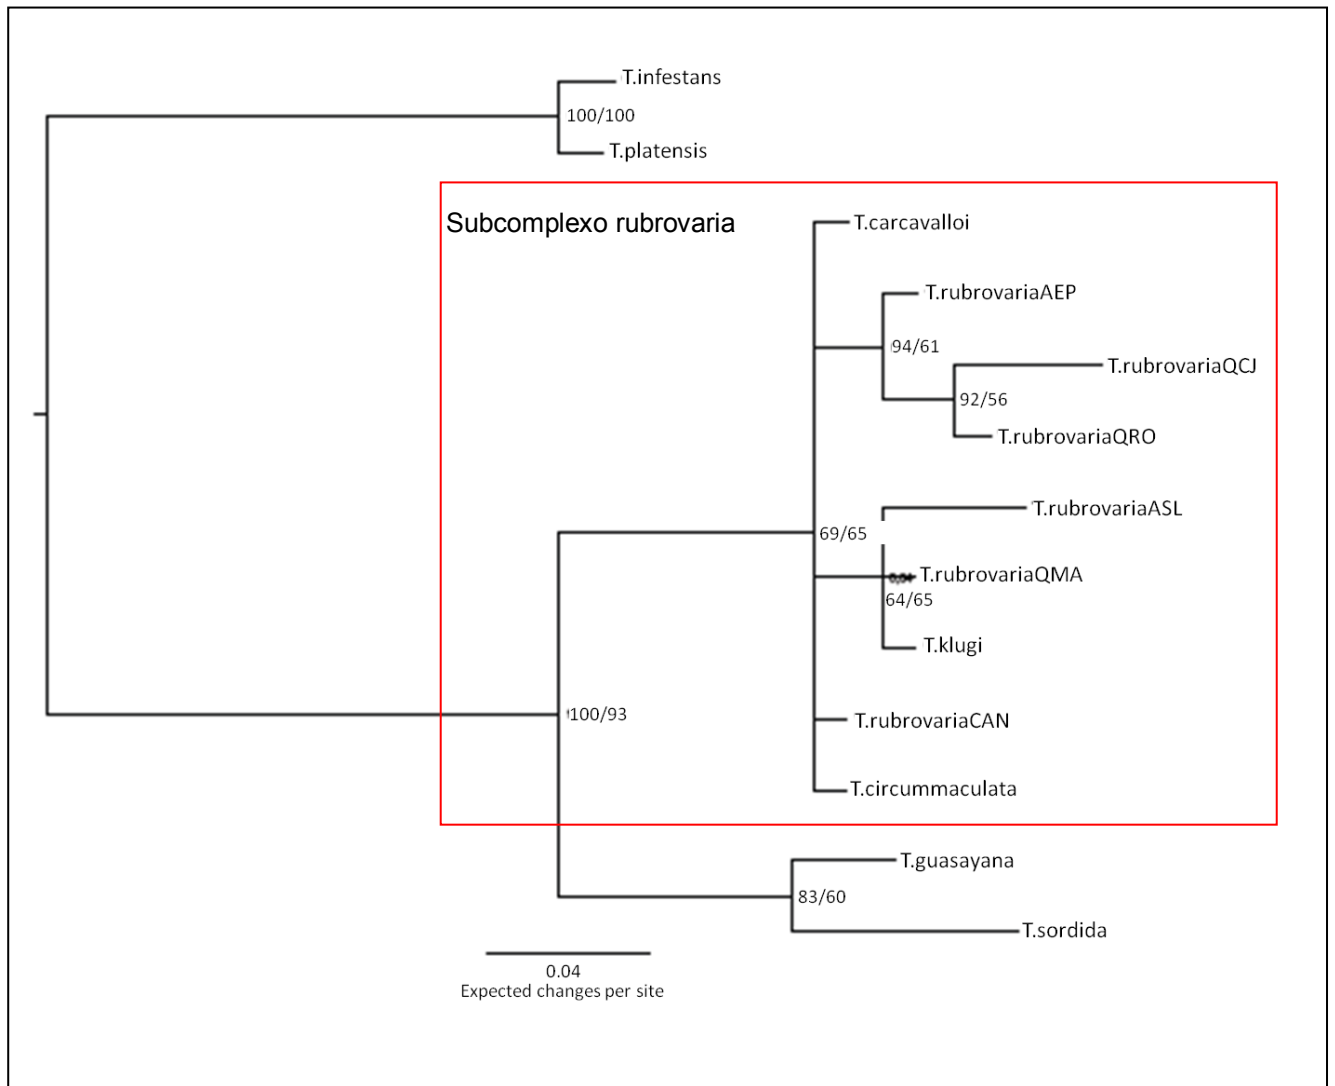 T.infestans
100/100
T.platensis
Subcomplexo rubrovaria
T.carcavalloi
T.rubrovariaAEP
94/61
T.rubrovariaQCJ
92/56
T.rubrovariaQRO
T.rubrovariaASL
69/65
T.rubrovariaQMA
64/65
T.klugi
100/93
T.rubrovariaCAN
T.circummaculata
T.guasayana
83/60
T.sordida
0.04
Expected changes per site